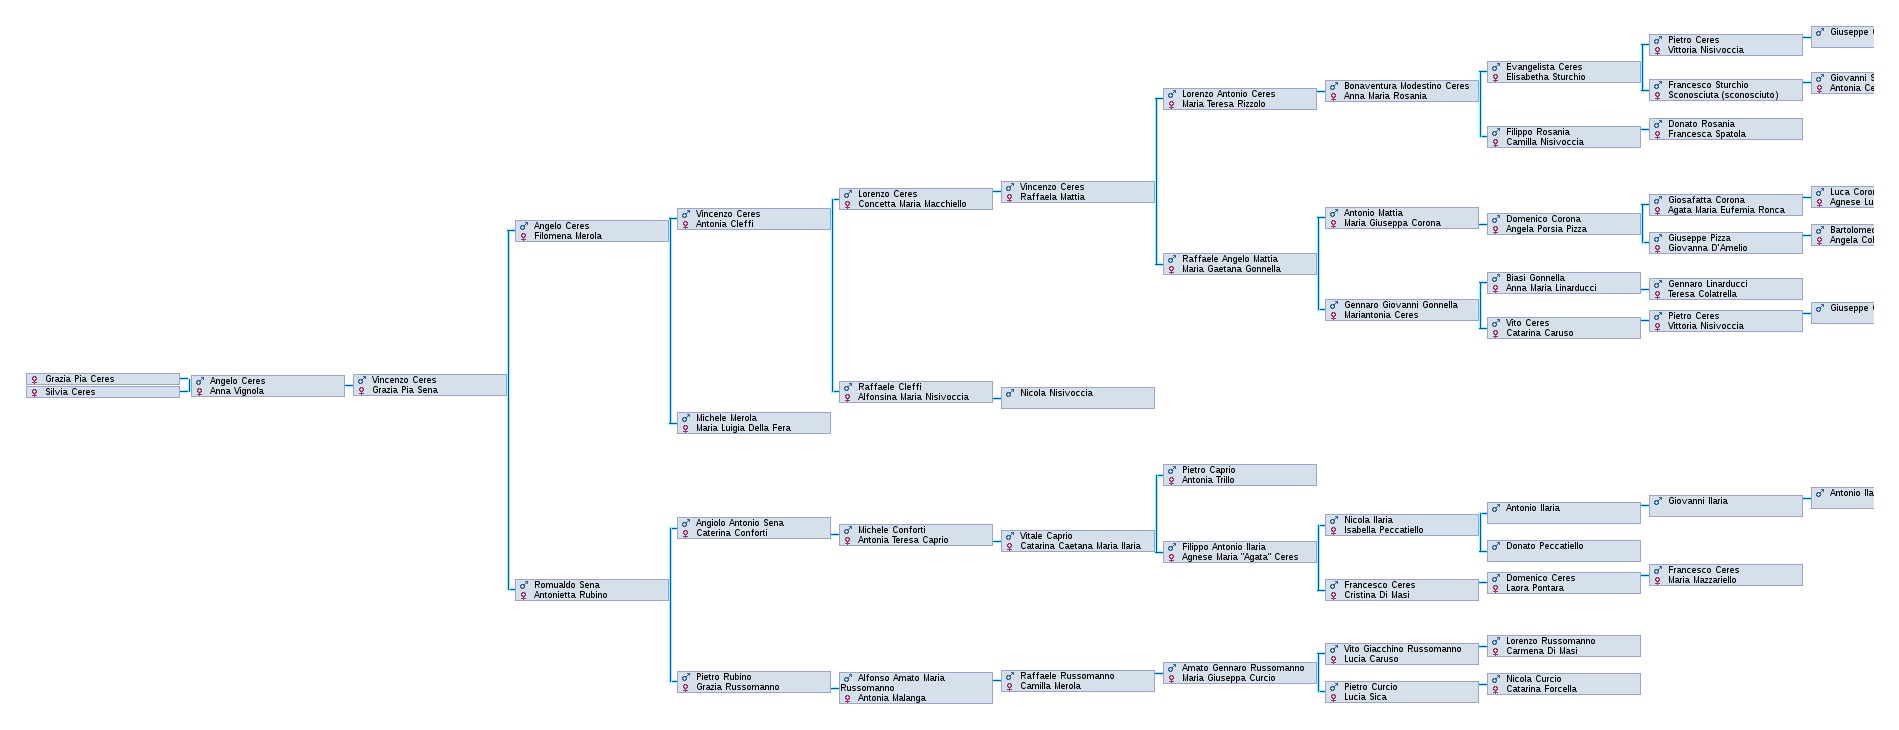 Grazia Pia Ceres
Silvia Ceres
Angelo Ceres
Anna Vignola
Vincenzo Ceres
Grazia Pia Sena
Angelo Ceres
Filomena Merola
Romualdo Sena
Antonietta Rubino
Vincenzo Ceres
Antonia Cleffi
Michele Merola
Maria Luigia Della Fera
Angiolo Antonio Sena
Caterina Conforti
Pietro Rubino
Grazia Russomanno
Lorenzo Ceres
Concetta Maria Macchiello
Raffaele Cleffi
Alfonsina Maria Nisivoccia
Michele Conforti
Antonia Teresa Caprio
Alfonso Amato Maria
Russomanno
Antonia Malanga
Vincenzo Ceres
Raffaela Mattia
Nicola Nisivoccia
Vitale Caprio
Catarina Caetana Maria Ilaria
Raffaele Russomanno
Camilla Merola
Lorenzo Antonio Ceres
Maria Teresa Rizzolo
Raffaele Angelo Mattia
Maria Gaetana Gonnella
Pietro Caprio
Antonia Trillo
Filippo Antonio Ilaria
Agnese Maria "Agata" Ceres
Amato Gennaro Russomanno
Maria Giuseppa Curcio
Bonaventura Modestino Ceres
Anna Maria Rosania
Antonio Mattia
Maria Giuseppa Corona
Gennaro Giovanni Gonnella
Mariantonia Ceres
Nicola Ilaria
Isabella Peccatiello
Francesco Ceres
Cristina Di Masi
Vito Giacchino Russomanno
Lucia Caruso
Pietro Curcio
Lucia Sica
Evangelista Ceres
Elisabetha Sturchio
Filippo Rosania
Camilla Nisivoccia
Domenico Corona
Angela Porsia Pizza
Biasi Gonnella
Anna Maria Linarducci
Vito Ceres
Catarina Caruso
Antonio Ilaria
Donato Peccatiello
Domenico Ceres
Laora Pontara
Lorenzo Russomanno
Carmena Di Masi
Nicola Curcio
Catarina Forcella
Pietro Ceres
Vittoria Nisivoccia
Francesco Sturchio
Sconosciuta (sconosciuto)
Donato Rosania
Francesca Spatola
Giosafatta Corona
Agata Maria Eufemia Ronca
Giuseppe Pizza
Giovanna D'Amelio
Gennaro Linarducci
Teresa Colatrella
Pietro Ceres
Vittoria Nisivoccia
Giovanni Ilaria
Francesco Ceres
Maria Mazzariello
Giuseppe
Giovanni S
Antonia Ce
Luca Coro
Agnese Lu
Bartolomeo
Angela Col
Giuseppe
Antonio Ila